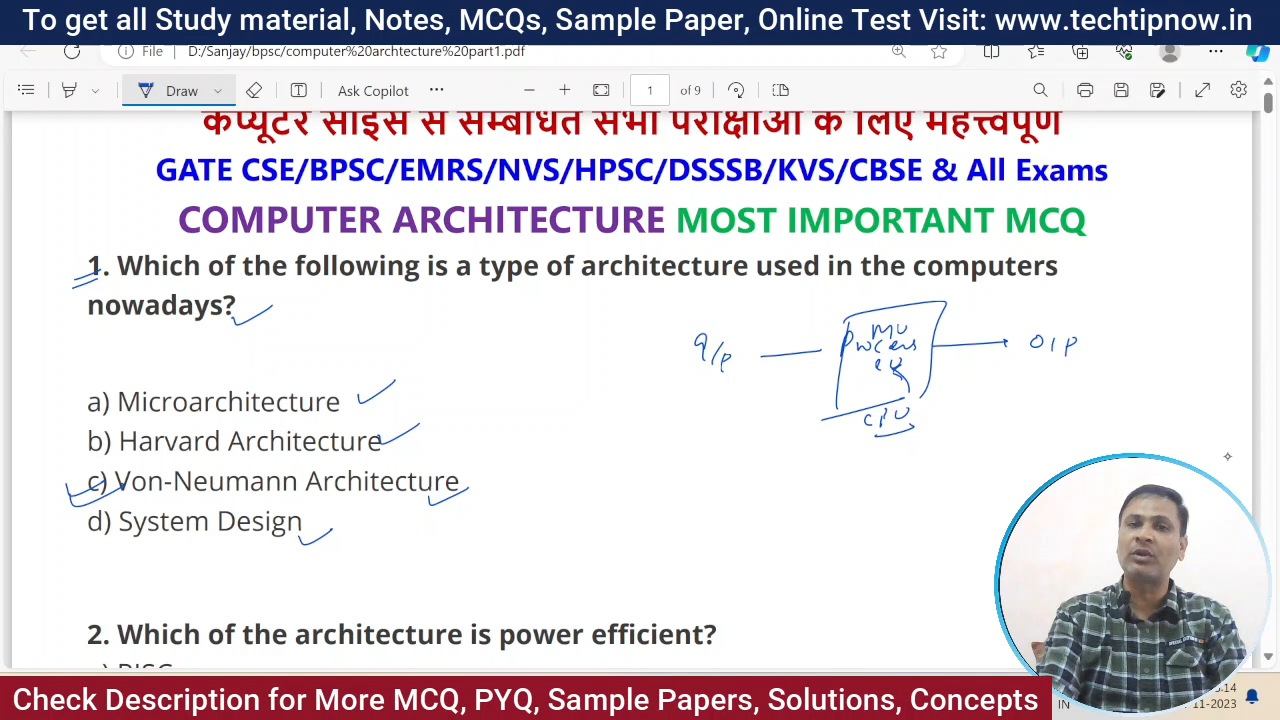 To get all Study material, Notes, MCQs, Sample Paper, Online Test Visit: www.techtipnow.in
File D:/Sanjay/bpsc/computer%20archtecture%20part1.pdf
Draw Ask Copilot 1 of 9
कंप्यूटर साइंस से सम्बंधित सभी परीक्षाओं के लिए महत्त्वपूर्ण
GATE CSE/BPSC/EMRS/NVS/HPSC/DSSSB/KVS/CBSE & All Exams
COMPUTER ARCHITECTURE MOST IMPORTANT MCQ
1. Which of the following is a type of architecture used in the computers
nowadays?
MU
I/P O/P
CPU
a) Microarchitecture
b) Harvard Architecture
c) Von-Neumann Architecture
d) System Design
2. Which of the architecture is power efficient?
Check Description for More MCQ, PYQ, Sample Papers, Solutions, Concepts
IN 11-2023